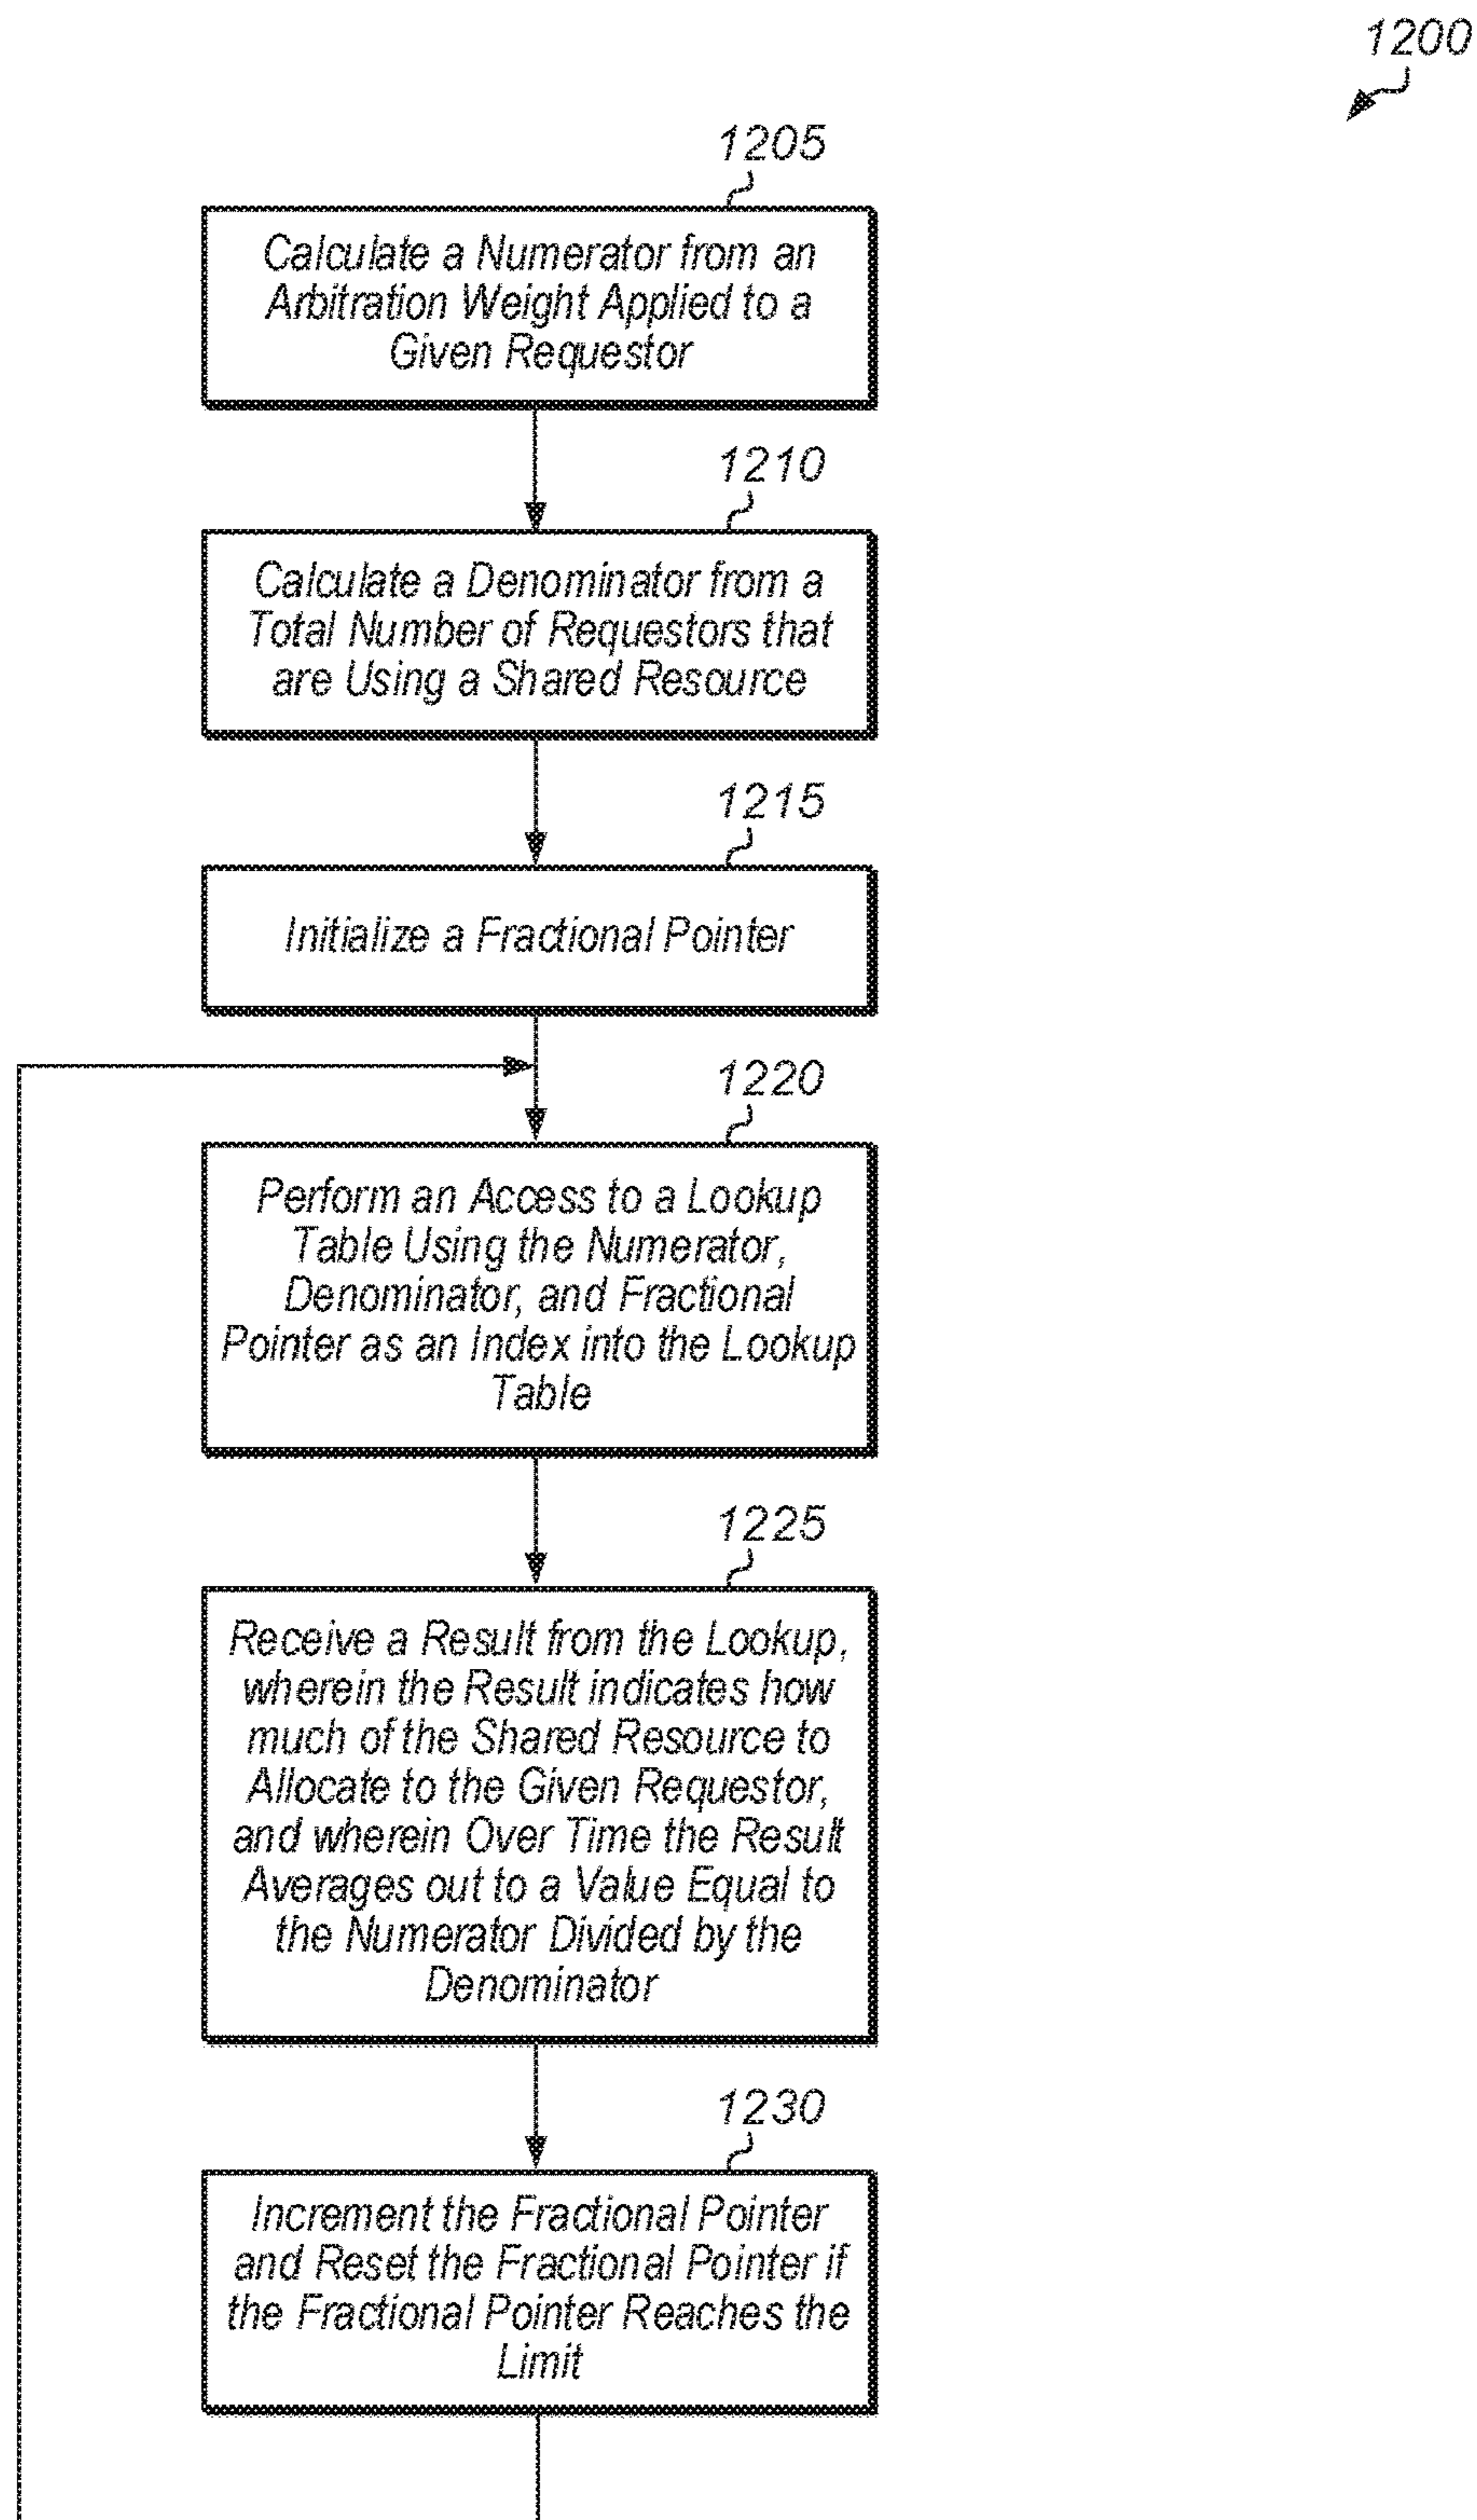 1200
1205
Calculate a Numerator from an
Arbitration Weight Applied to a
Given Requestor
1210
Calculate a Denominator from a
Total Number of Requestors that
are Using a Shared Resource
1215
Initialize a Fractional Pointer
1220
Perform an Access to a Lookup
Table Using the Numerator,
Denominator, and Fractional
Pointer as an Index into the Lookup
Table
1225
Receive a Result from the Lookup,
wherein the Result indicates how
much of the Shared Resource to
Allocate to the Given Requestor,
and wherein Over Time the Result
Averages out to a Value Equal to
the Numerator Divided by the
Denominator
1230
Increment the Fractional Pointer
and Reset the Fractional Pointer if
the Fractional Pointer Reaches the
Limit